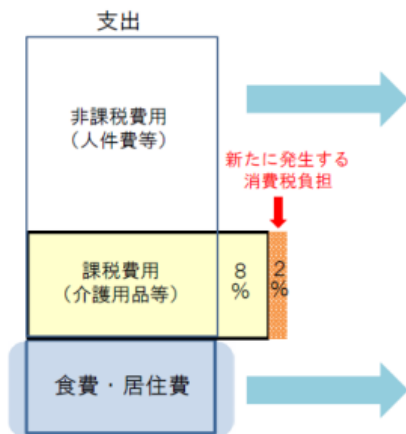 支出
非課税費用
（人件費等）
新たに発生する
消費税負担
課税費用
（介護用品等）
8
%
2
%
食費・居住費